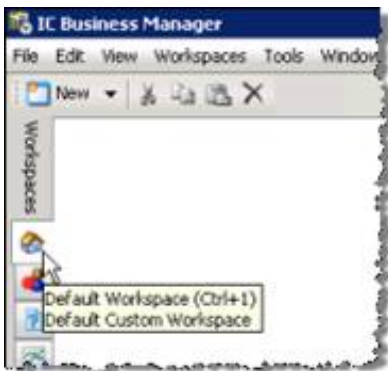 IC Business Manager
File Edit View Workspaces Tools Window
New
Workspaces
Default Workspace (Ctrl+1)
Default Custom Workspace